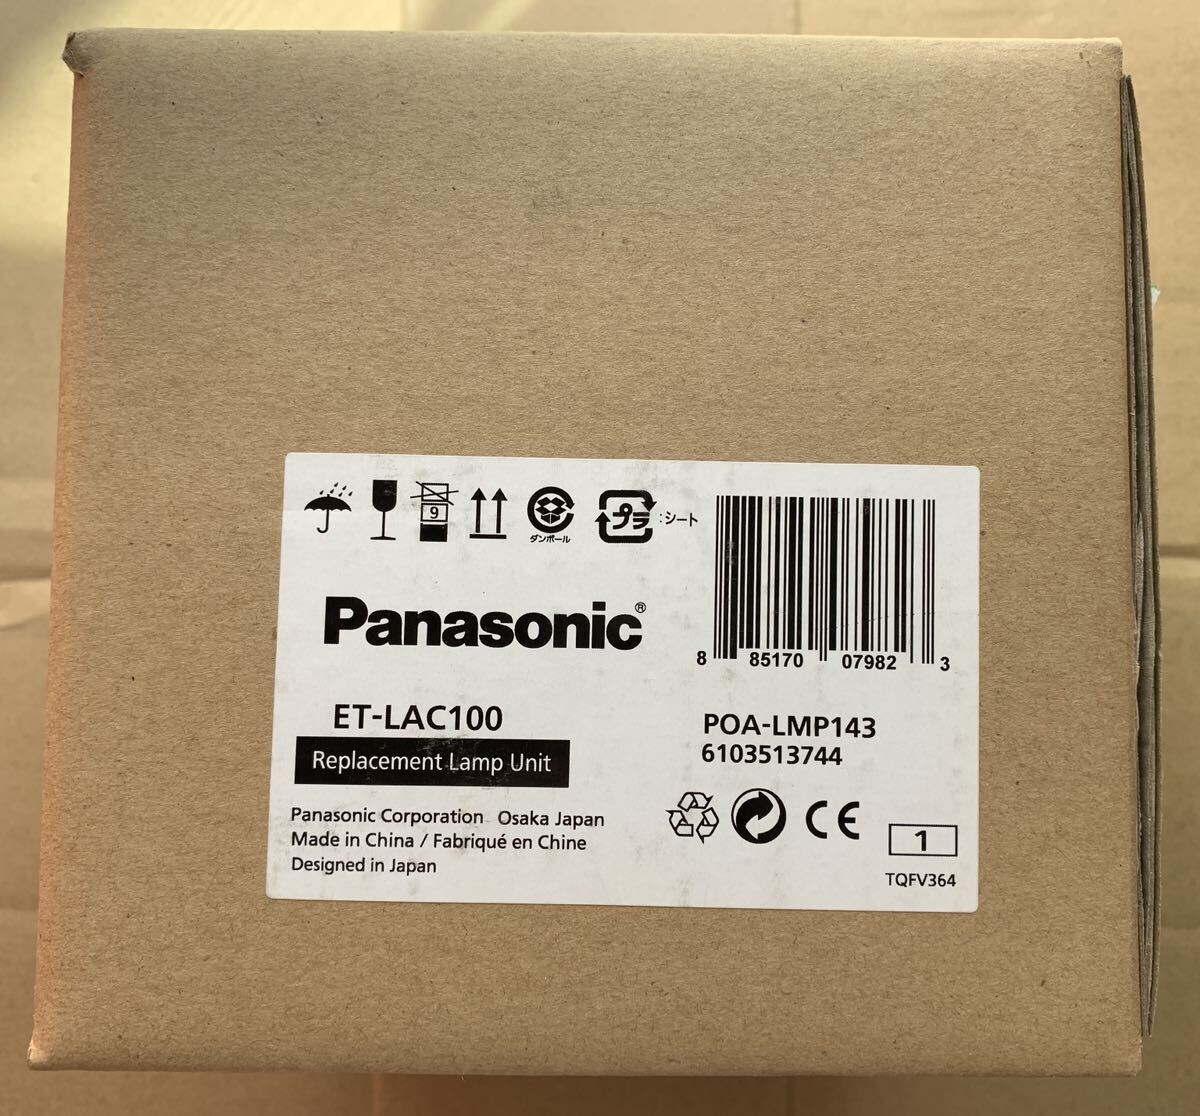 9
ダンボール
プラ :シート
Panasonic®
8 85170 07982 3
ET-LAC100
Replacement Lamp Unit
POA-LMP143
6103513744
Panasonic Corporation Osaka Japan
Made in China / Fabriqué en Chine
Designed in Japan
CE
1
TQFV364